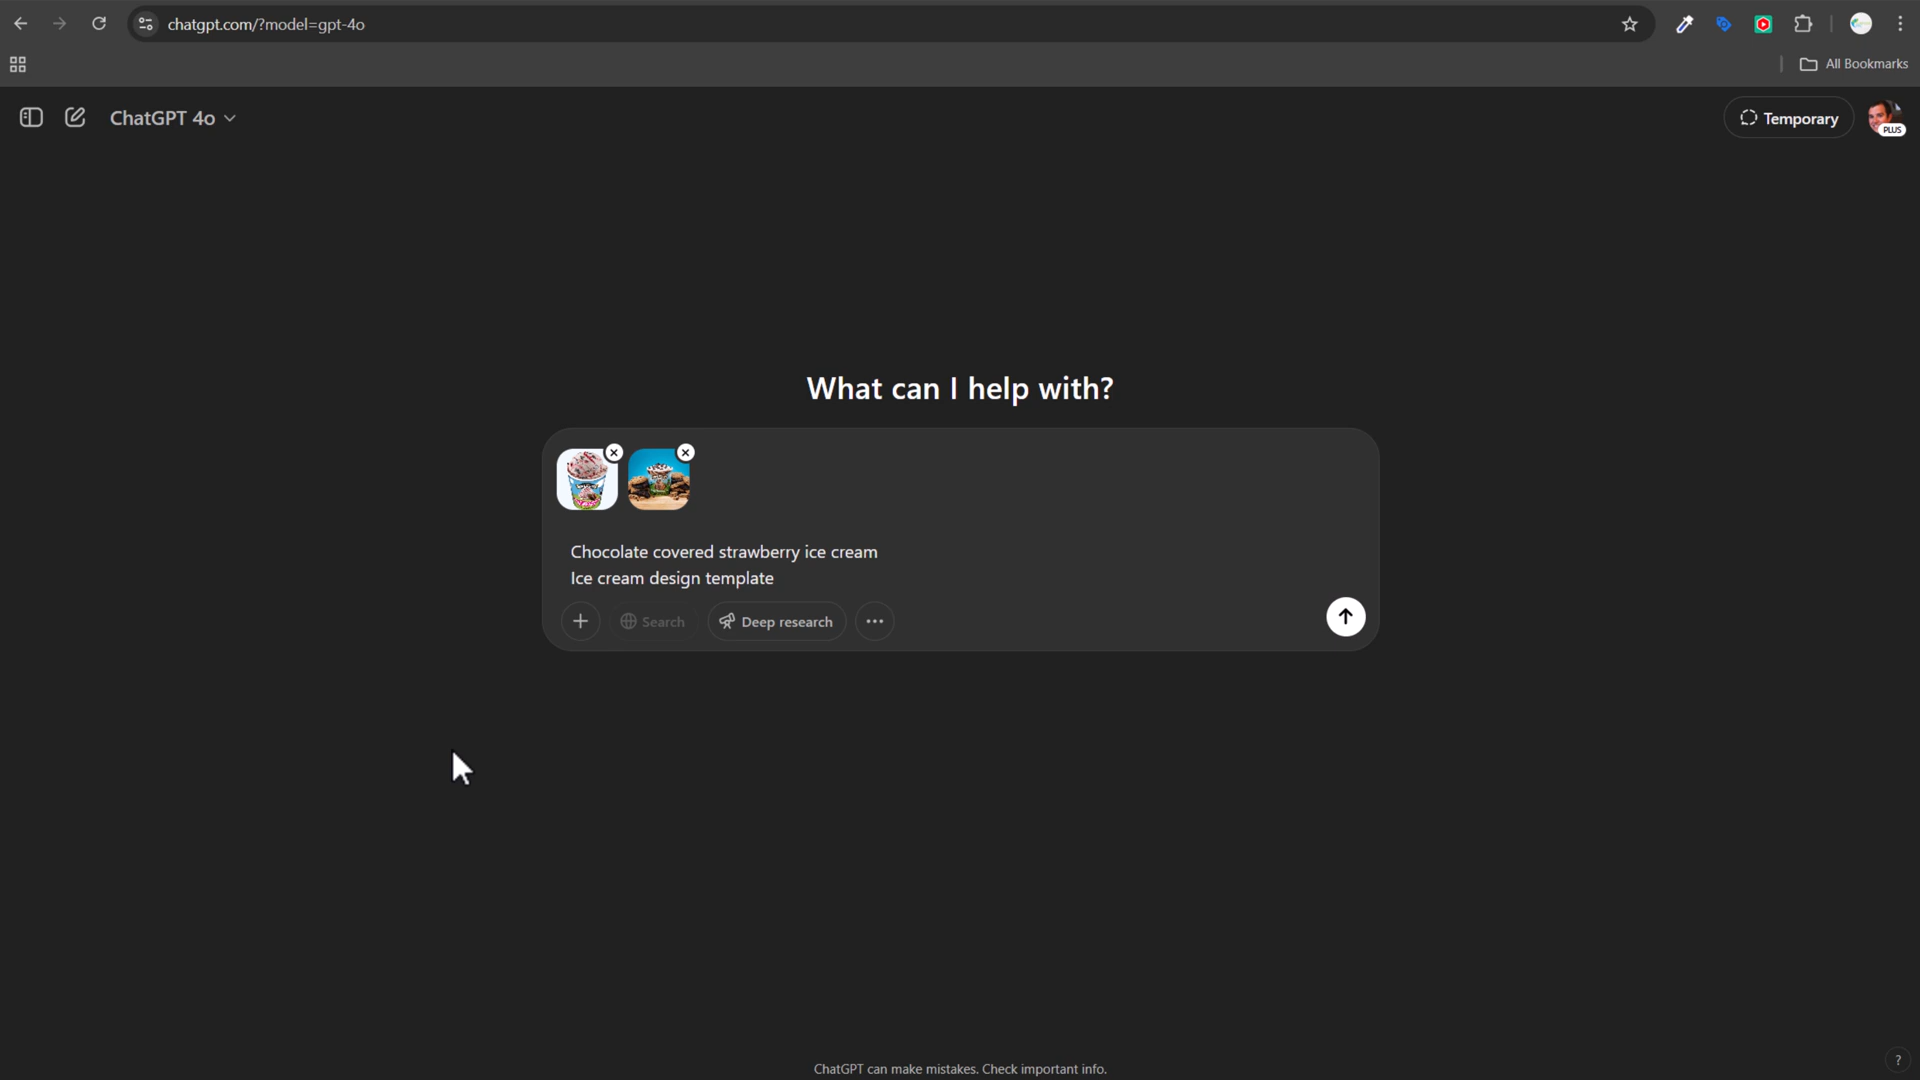 chatgpt.com/?model=gpt-4o
All Bookmarks
ChatGPT 4o
Temporary
PLUS
What can I help with?
Chocolate covered strawberry ice cream
Ice cream design template
Search
Deep research
ChatGPT can make mistakes. Check important info.
?